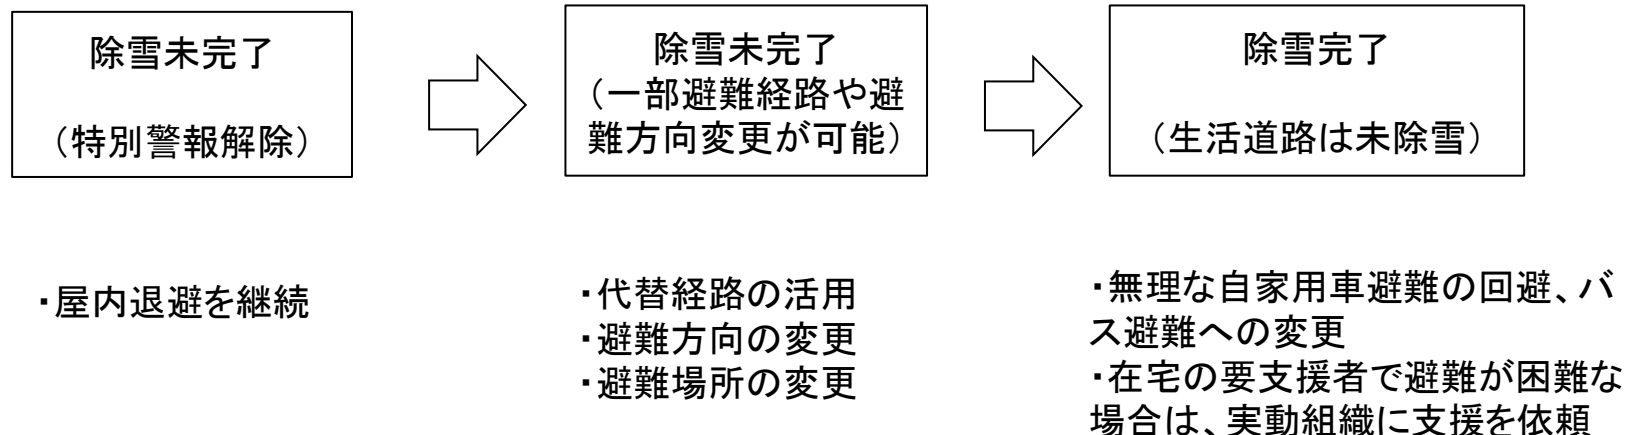 除雪未完了
（特別警報解除）
除雪未完了
（一部避難経路や避
難方向変更が可能）
除雪完了
（生活道路は未除雪）
・屋内退避を継続
・代替経路の活用
・避難方向の変更
・避難場所の変更
・無理な自家用車避難の回避、バ
ス避難への変更
・在宅の要支援者で避難が困難な
場合は、実動組織に支援を依頼